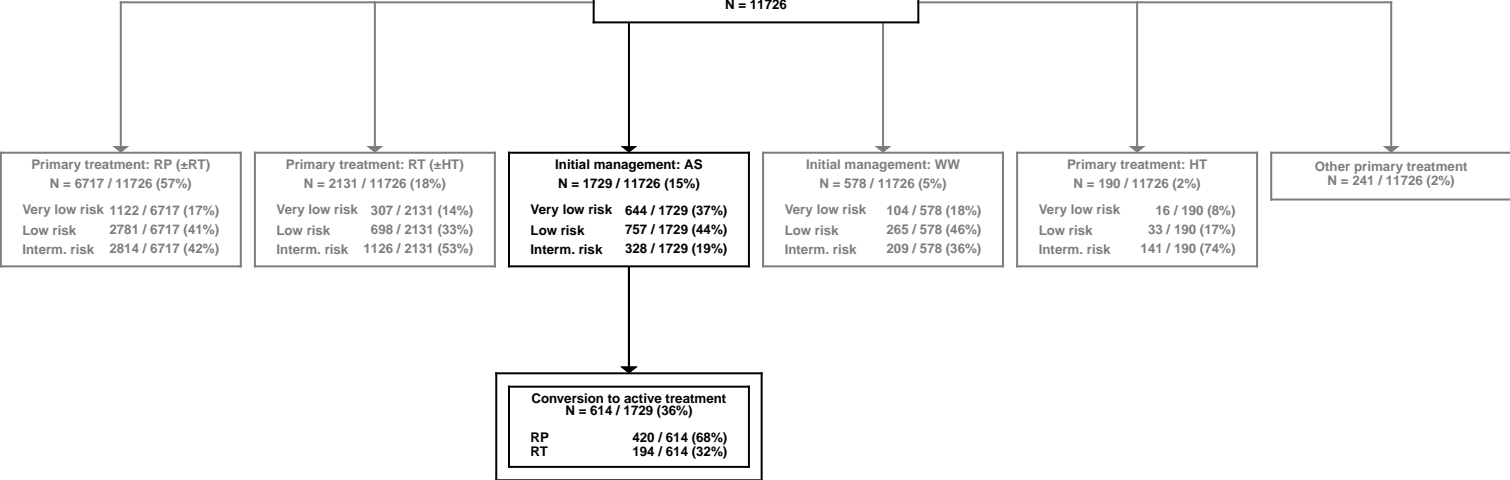 N = 11726
Primary treatment: RP (±RT)
N = 6717 / 11726 (57%)
Very low risk 1122 / 6717 (17%)
Low risk 2781 / 6717 (41%)
Interm. risk 2814 / 6717 (42%)
Primary treatment: RT (±HT)
N = 2131 / 11726 (18%)
Very low risk 307 / 2131 (14%)
Low risk 698 / 2131 (33%)
Interm. risk 1126 / 2131 (53%)
Initial management: AS
N = 1729 / 11726 (15%)
Very low risk 644 / 1729 (37%)
Low risk 757 / 1729 (44%)
Interm. risk 328 / 1729 (19%)
Initial management: WW
N = 578 / 11726 (5%)
Very low risk 104 / 578 (18%)
Low risk 265 / 578 (46%)
Interm. risk 209 / 578 (36%)
Primary treatment: HT
N = 190 / 11726 (2%)
Very low risk 16 / 190 (8%)
Low risk 33 / 190 (17%)
Interm. risk 141 / 190 (74%)
Other primary treatment
N = 241 / 11726 (2%)
Conversion to active treatment
N = 614 / 1729 (36%)
RP 420 / 614 (68%)
RT 194 / 614 (32%)